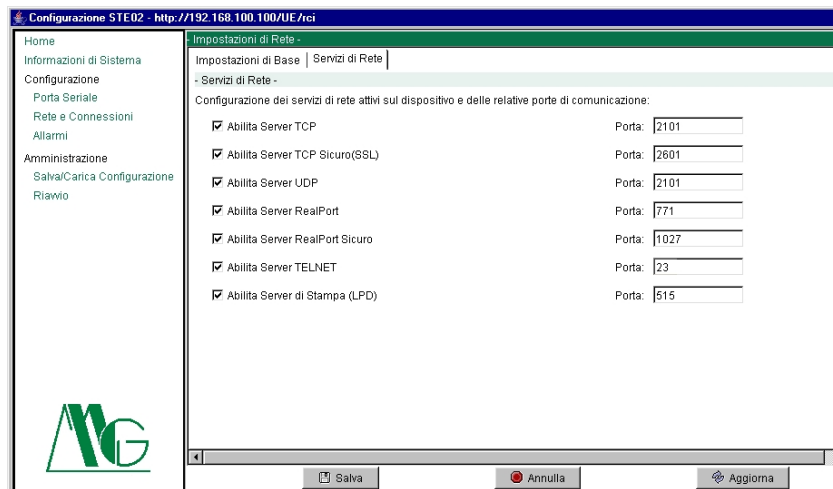 Configurazione STE02 - http://192.168.100.100/UE/rci
Home
Informazioni di Sistema
Configurazione
Porta Seriale
Rete e Connessioni
Allarmi
Amministrazione
Salva/Carica Configurazione
Riavvio
- Impostazioni di Rete -
Impostazioni di Base
Servizi di Rete
- Servizi di Rete -
Configurazione dei servizi di rete attivi sul dispositivo e delle relative porte di comunicazione:
Abilita Server TCP Porta: 2101
Abilita Server TCP Sicuro(SSL) Porta: 2601
Abilita Server UDP Porta: 2101
Abilita Server RealPort Porta: 771
Abilita Server RealPort Sicuro Porta: 1027
Abilita Server TELNET Porta: 23
Abilita Server di Stampa (LPD) Porta: 515
Salva
Annulla
Aggiorna